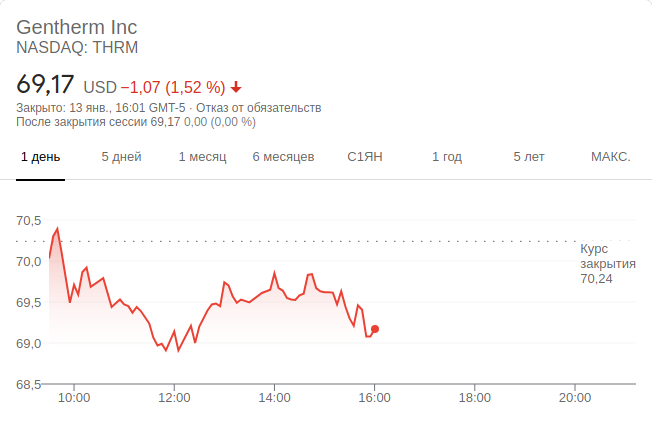 Gentherm Inc
NASDAQ: THRM
69,17 USD −1,07 (1,52 %)
Закрыто: 13 янв., 16:01 GMT-5 · Отказ от обязательств
После закрытия сессии 69,17 0,00 (0,00 %)
1 день 5 дней 1 месяц 6 месяцев С1ЯН 1 год 5 лет МАКС.
70,5
Курс
закрытия
70,24
70,0
69,5
69,0
68,5
10:00 12:00 14:00 16:00 18:00 20:00